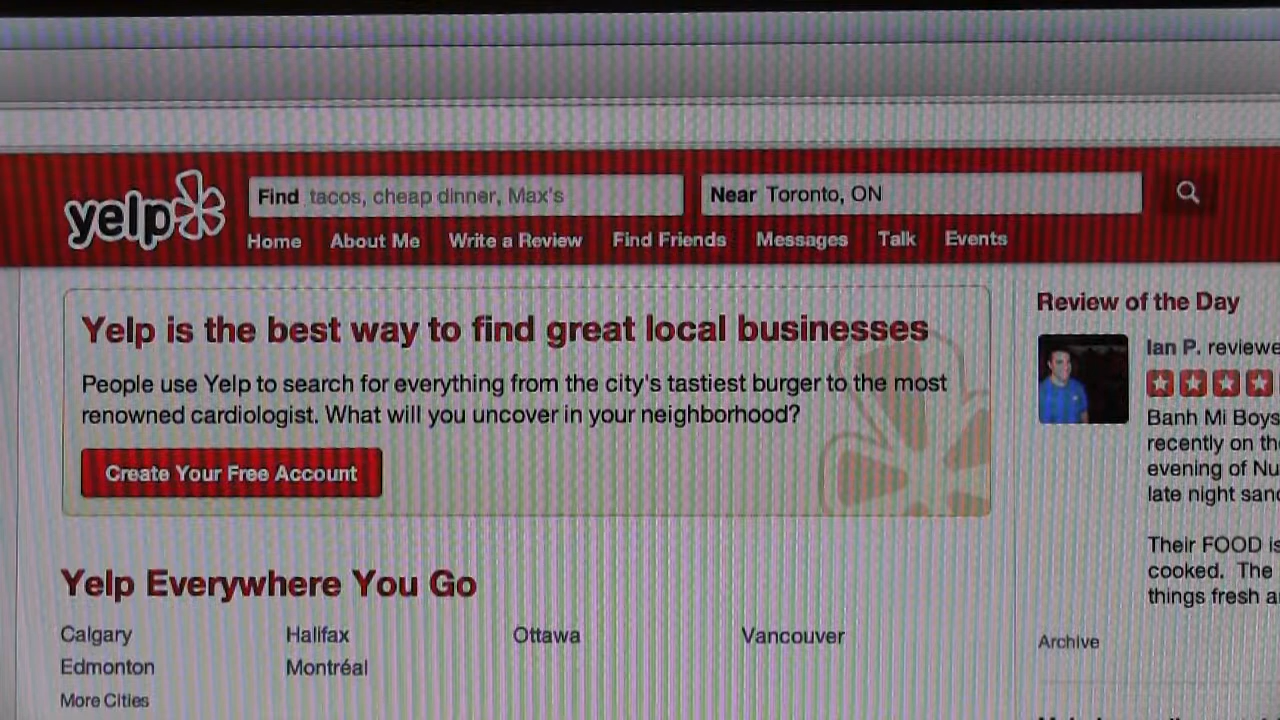 yelp
Find tacos, cheap dinner, Max's
Near Toronto, ON
Home About Me Write a Review Find Friends Messages Talk Events
Yelp is the best way to find great local businesses
People use Yelp to search for everything from the city's tastiest burger to the most
renowned cardiologist. What will you uncover in your neighborhood?
Create Your Free Account
Yelp Everywhere You Go
Calgary Halifax Ottawa Vancouver
Edmonton Montréal
More Cities
Review of the Day
Ian P. reviewe
Banh Mi Boys
recently on th
evening of Nu
late night sand
Their FOOD is
cooked. The
things fresh a
Archive